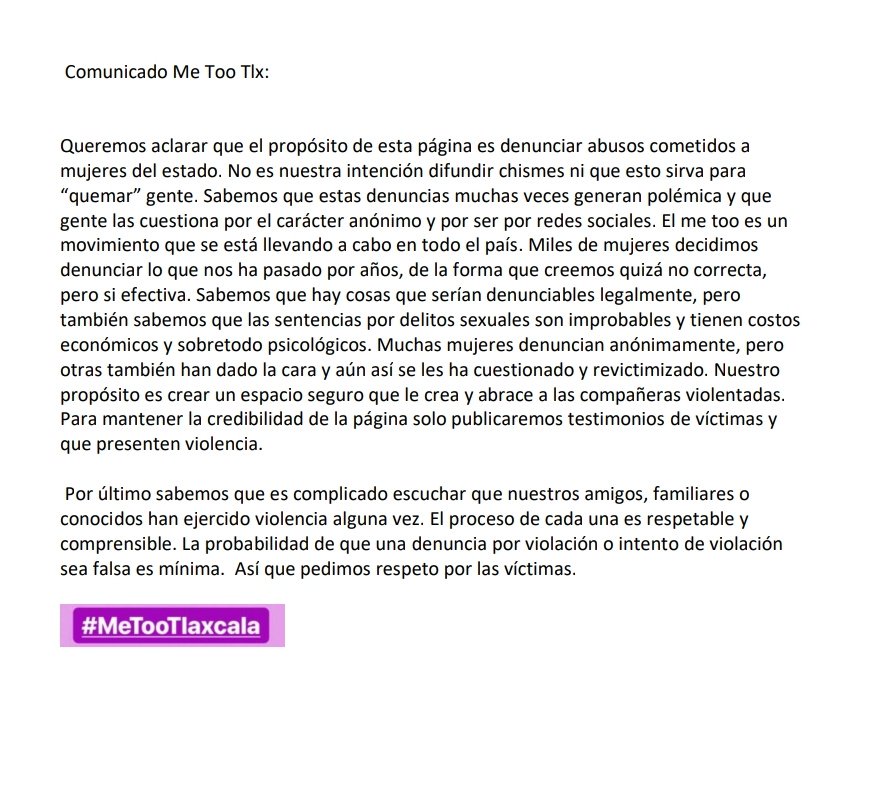 Comunicado Me Too Tlx:
Queremos aclarar que el propósito de esta página es denunciar abusos cometidos a
mujeres del estado. No es nuestra intención difundir chismes ni que esto sirva para
“quemar” gente. Sabemos que estas denuncias muchas veces generan polémica y que
gente las cuestiona por el carácter anónimo y por ser por redes sociales. El me too es un
movimiento que se está llevando a cabo en todo el país. Miles de mujeres decidimos
denunciar lo que nos ha pasado por años, de la forma que creemos quizá no correcta,
pero si efectiva. Sabemos que hay cosas que serían denunciables legalmente, pero
también sabemos que las sentencias por delitos sexuales son improbables y tienen costos
económicos y sobretodo psicológicos. Muchas mujeres denuncian anónimamente, pero
otras también han dado la cara y aún así se les ha cuestionado y revictimizado. Nuestro
propósito es crear un espacio seguro que le crea y abrace a las compañeras violentadas.
Para mantener la credibilidad de la página solo publicaremos testimonios de víctimas y
que presenten violencia.
Por último sabemos que es complicado escuchar que nuestros amigos, familiares o
conocidos han ejercido violencia alguna vez. El proceso de cada una es respetable y
comprensible. La probabilidad de que una denuncia por violación o intento de violación
sea falsa es mínima.  Así que pedimos respeto por las víctimas.
#MeTooTlaxcala